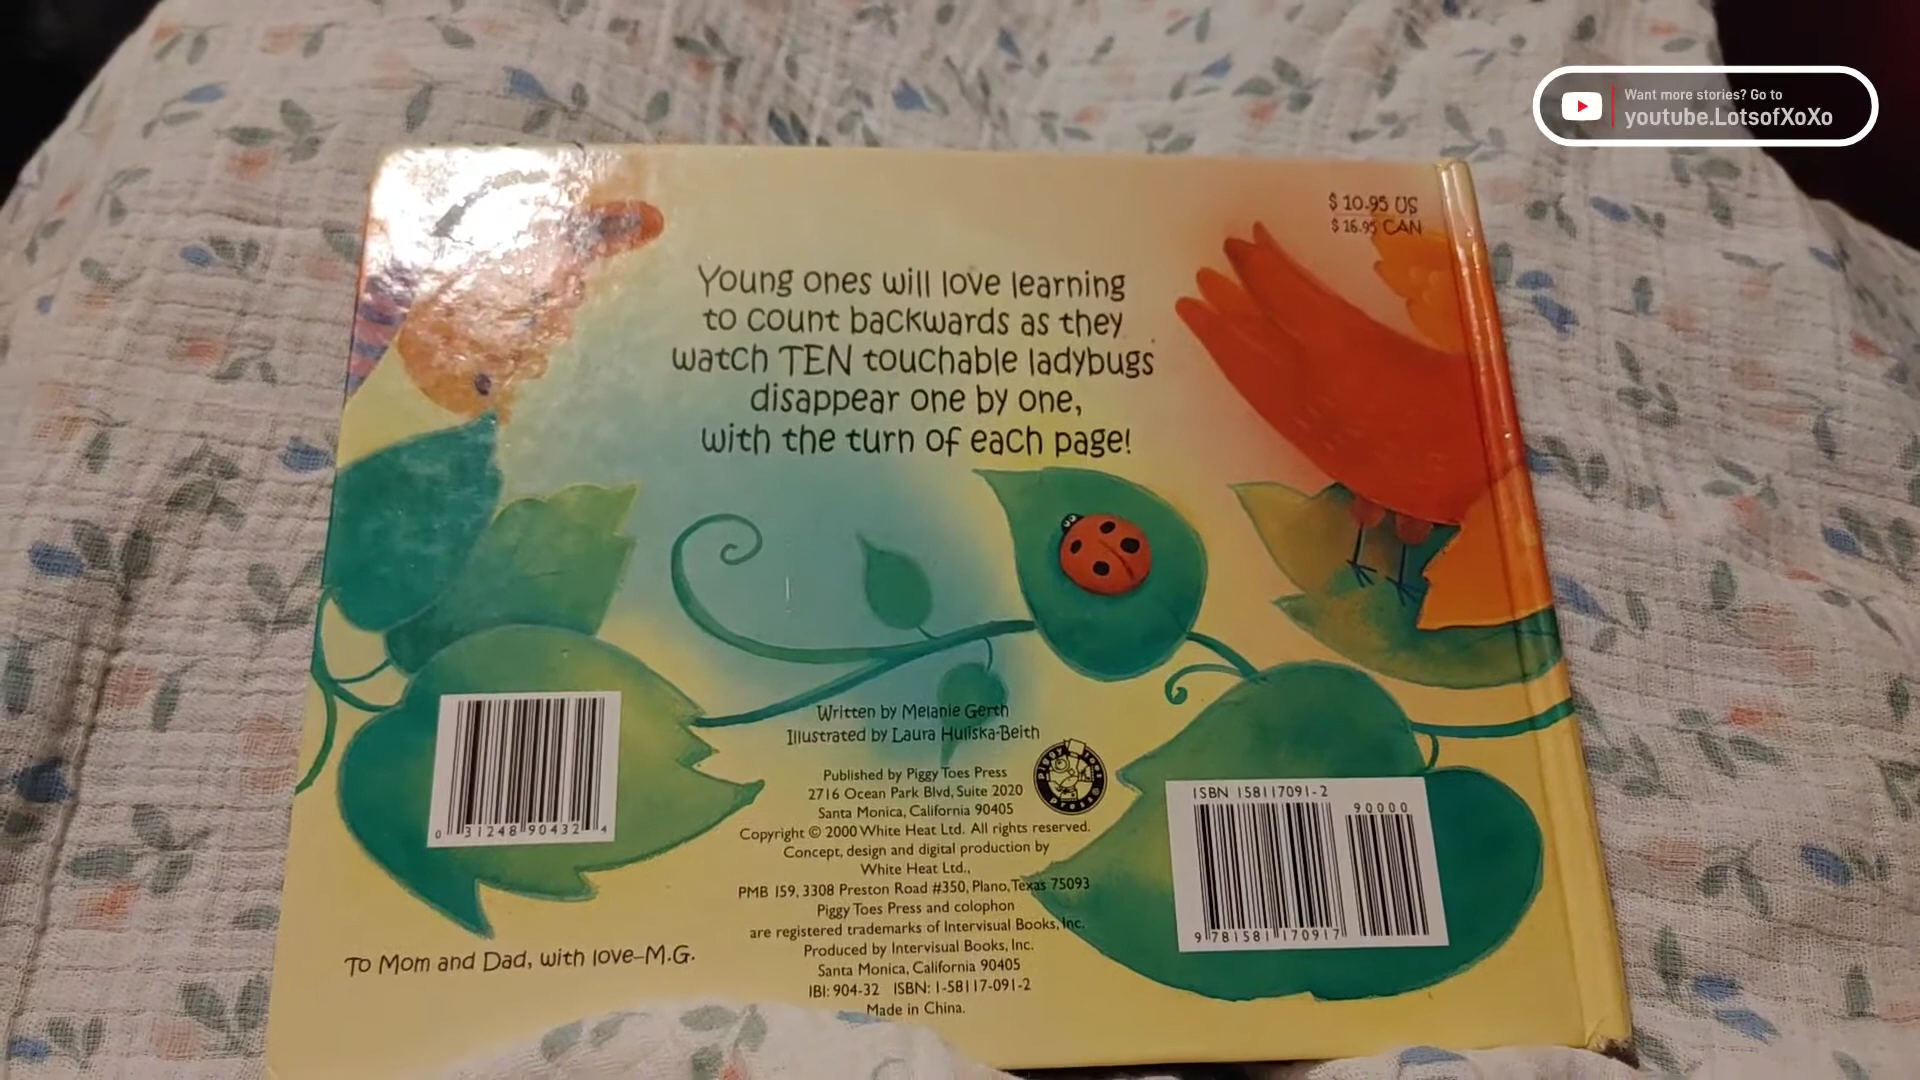 Want more stories? Go to
youtube.LotsofXoXo
$ 10.95 US
$ 16.95 CAN
Young ones will love learning
to count backwards as they
watch TEN touchable ladybugs
disappear one by one,
with the turn of each page!
Written by Melanie Gerth
Illustrated by Laura Huliska-Beith
Published by Piggy Toes Press
2716 Ocean Park Blvd, Suite 2020
Santa Monica, California 90405
Copyright © 2000 White Heat Ltd. All rights reserved.
Concept, design and digital production by
White Heat Ltd.,
PMB 159, 3308 Preston Road #350, Plano, Texas 75093
Piggy Toes Press and colophon
are registered trademarks of Intervisual Books, Inc.
Produced by Intervisual Books, Inc.
Santa Monica, California 90405
IBI: 904-32 ISBN: 1-58117-091-2
Made in China.
Piggy Toes
Press®
0 31248 90432 4
To Mom and Dad, with love–M.G.
ISBN 158117091-2
90000
9 781581 170917